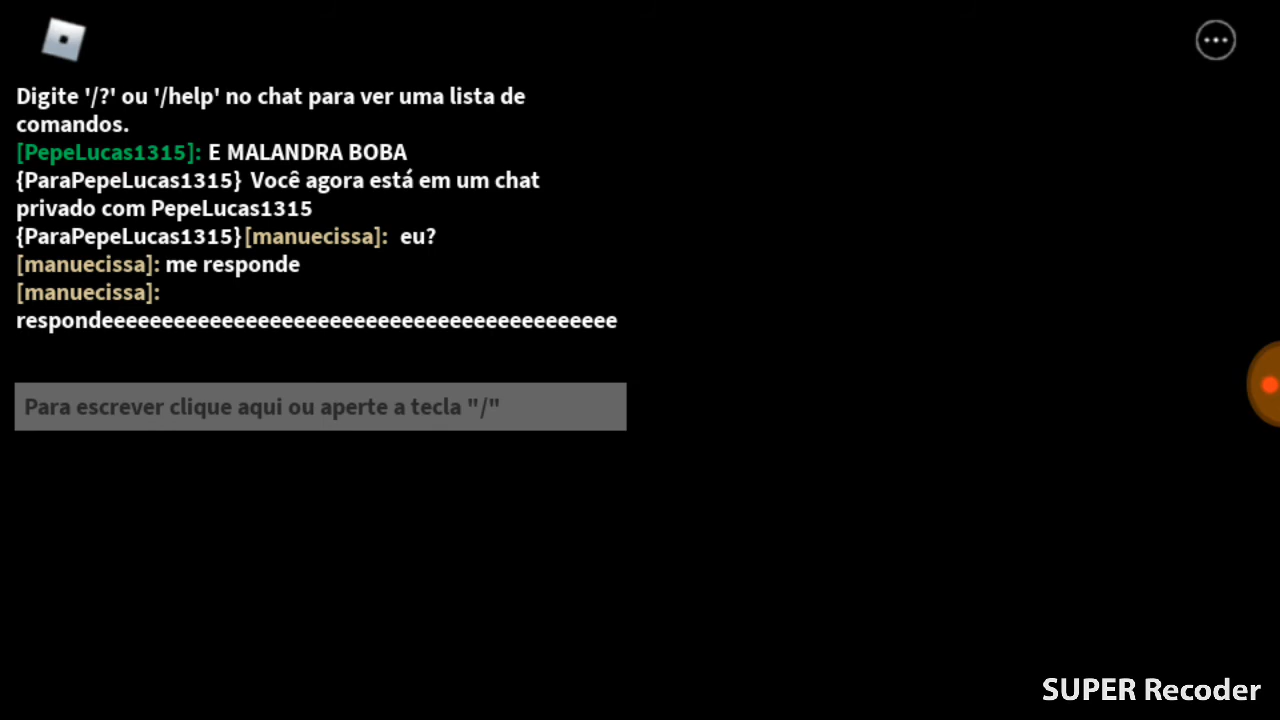 Digite '/?' ou '/help' no chat para ver uma lista de
comandos.
[PepeLucas1315]: E MALANDRA BOBA
{ParaPepeLucas1315} Você agora está em um chat
privado com PepeLucas1315
{ParaPepeLucas1315}[manuecissa]: eu?
[manuecissa]: me responde
[manuecissa]:
respondeeeeeeeeeeeeeeeeeeeeeeeeeeeeeeeeeeeeeeeeeee
Para escrever clique aqui ou aperte a tecla "/"
SUPER Recoder